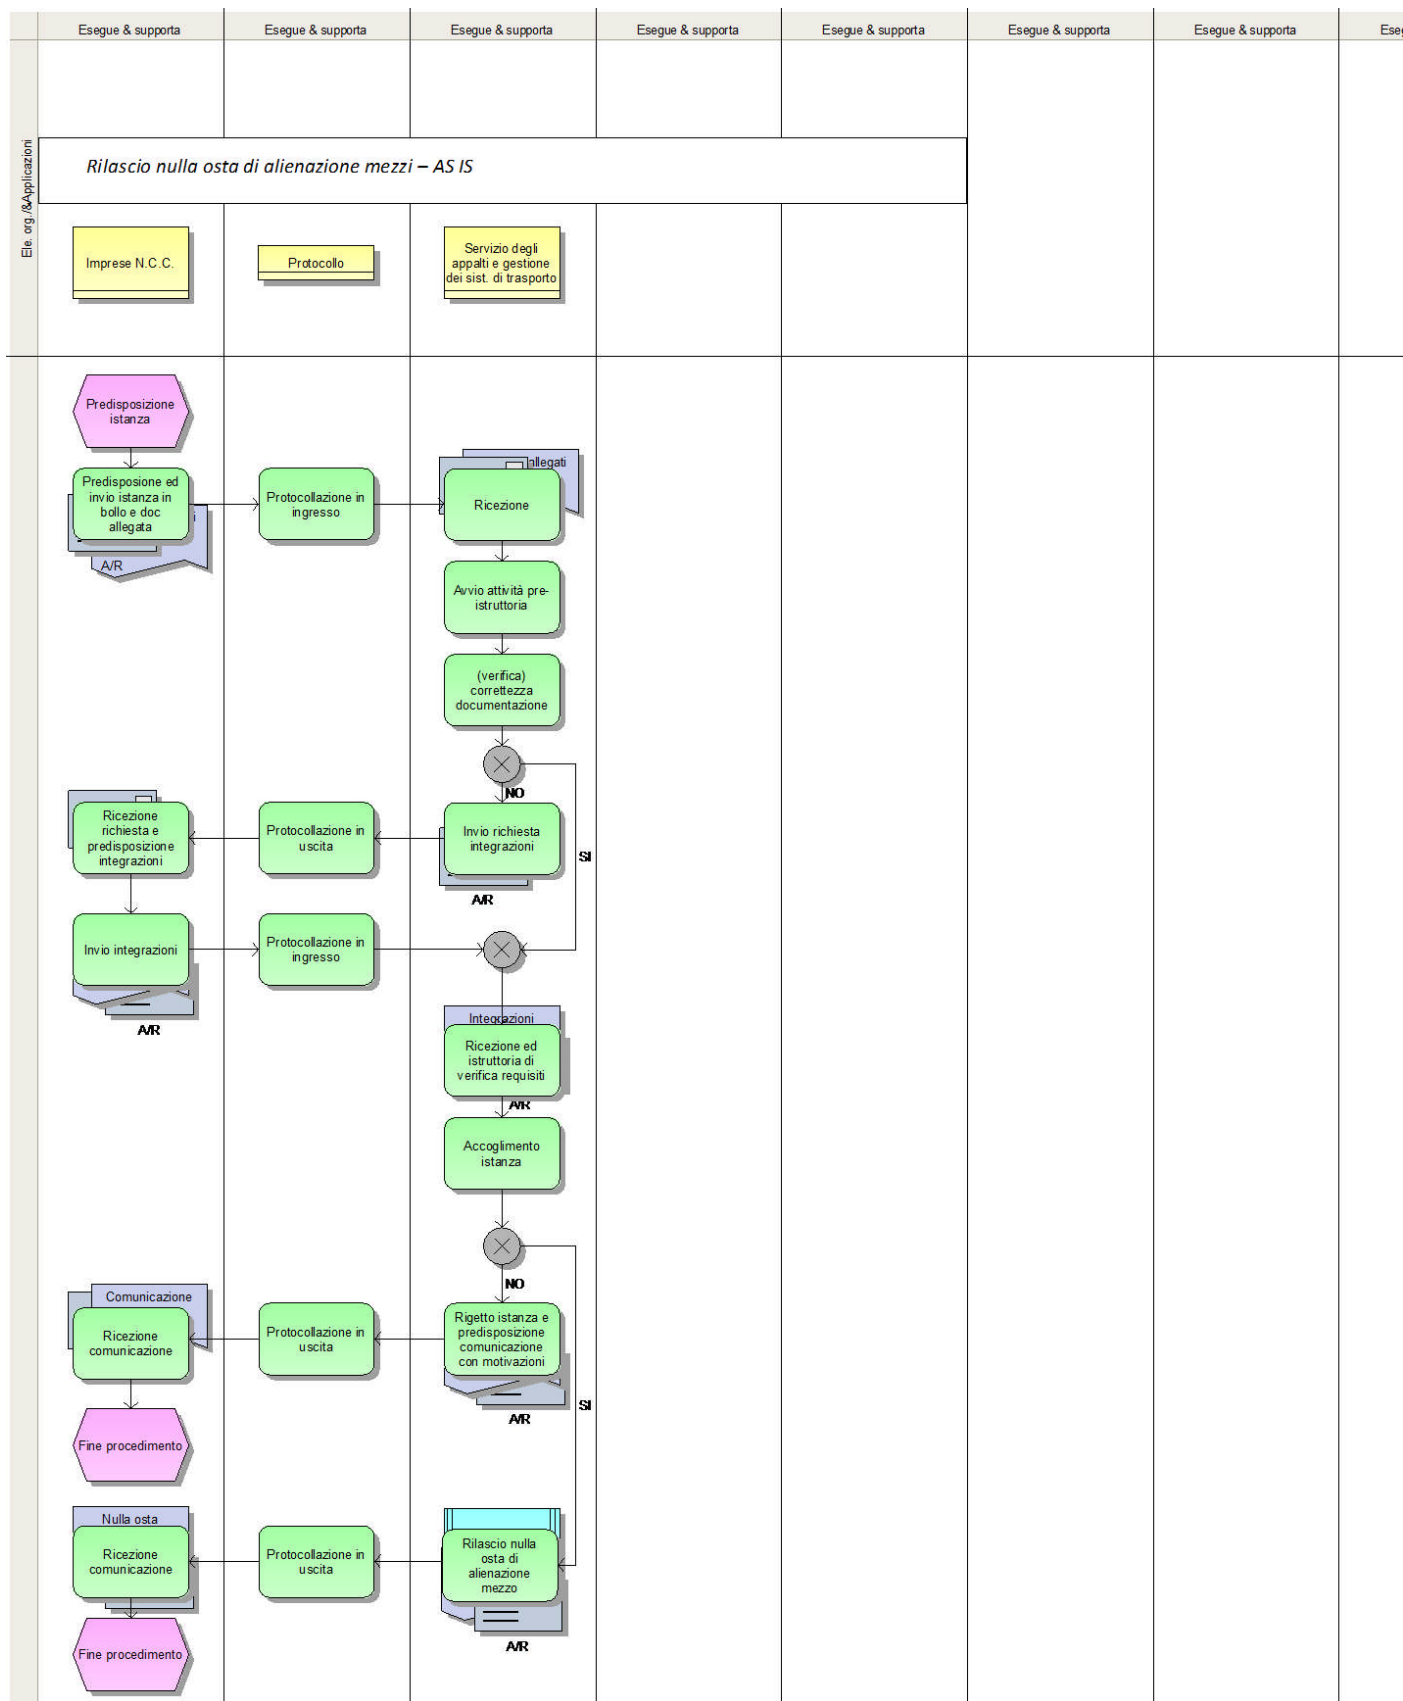 Esegue & supporta
Esegue & supporta
Esegue & supporta
Esegue & supporta
Esegue & supporta
Esegue & supporta
Esegue & supporta
Ele. org./&Applicazioni
Rilascio nulla osta di alienazione mezzi – AS IS
Imprese N.C.C.
Protocollo
Servizio degli
appalti e gestione
dei sist. di trasporto
Predisposizione
istanza
Predisposione ed
invio istanza in
bollo e doc
allegata
A/R
Protocollazione in
ingresso
Ricezione
Avvio attività pre-
istruttoria
(verifica)
correttezza
documentazione
NO
SI
Ricezione
richiesta e
predisposizione
integrazioni
Protocollazione in
uscita
Invio richiesta
integrazioni
A/R
Invio integrazioni
A/R
Protocollazione in
ingresso
Integrazioni
Ricezione ed
istruttoria di
verifica requisiti
A/R
Accoglimento
istanza
NO
SI
Comunicazione
Ricezione
comunicazione
Protocollazione in
uscita
Rigetto istanza e
predisposizione
comunicazione
con motivazioni
A/R
Fine procedimento
Nulla osta
Ricezione
comunicazione
Protocollazione in
uscita
Rilascio nulla
osta di
alienazione
mezzo
A/R
Fine procedimento